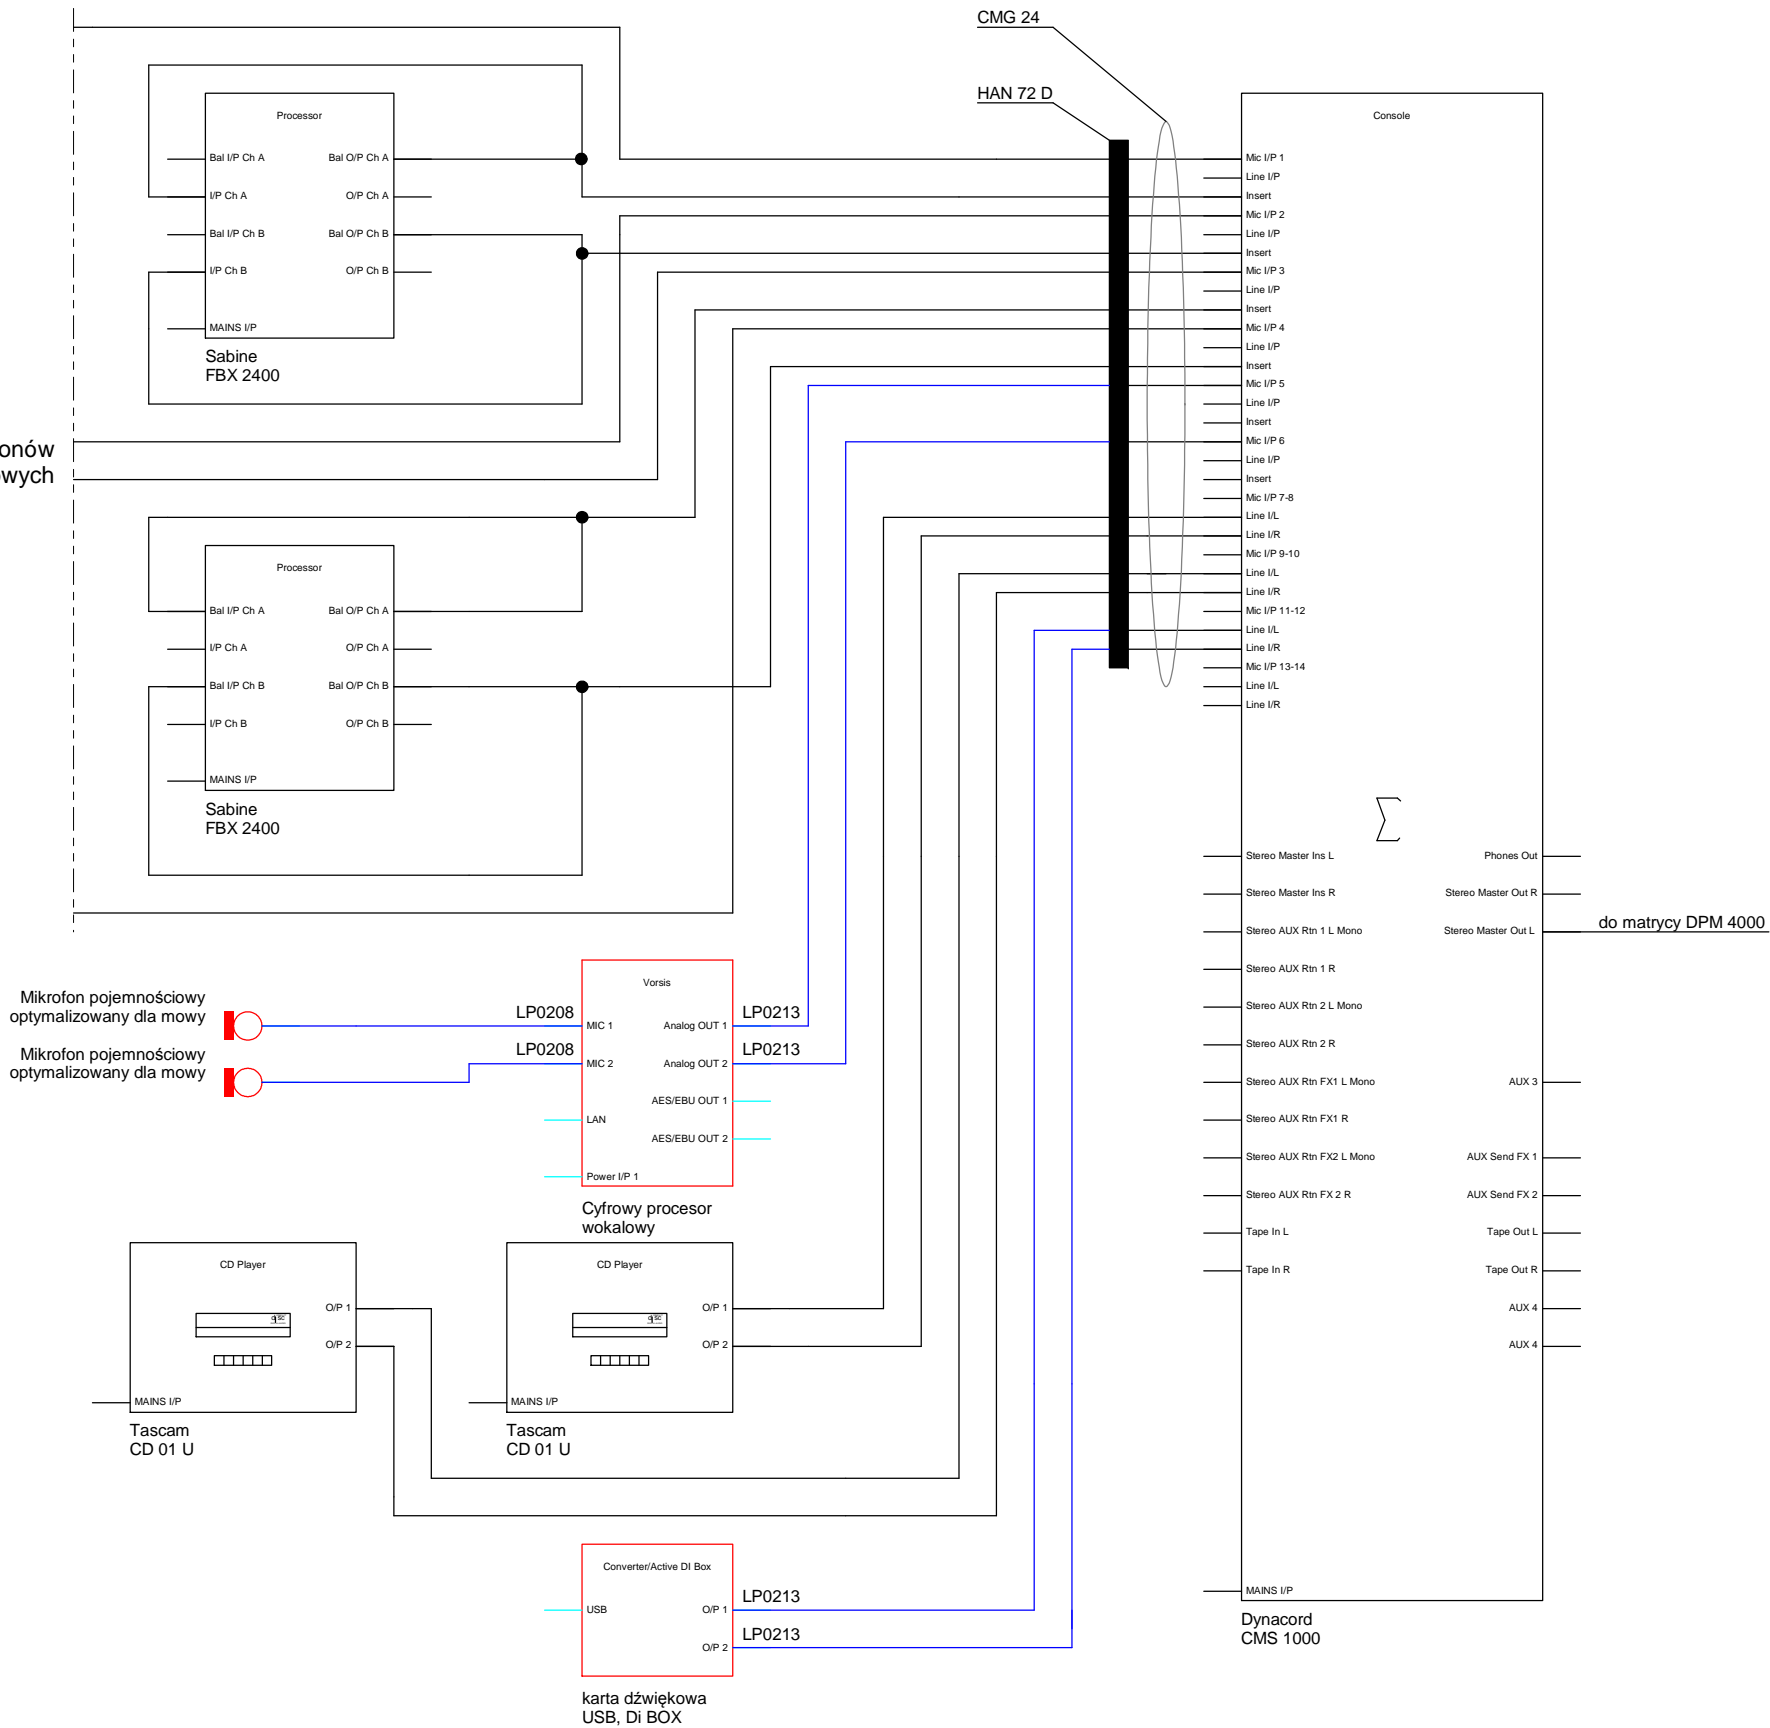 CMG 24
HAN 72 D
Processor
Bal I/P Ch A
Bal O/P Ch A
I/P Ch A
O/P Ch A
Bal I/P Ch B
Bal O/P Ch B
I/P Ch B
O/P Ch B
MAINS I/P
Sabine
FBX 2400
onów
owych
Processor
Bal I/P Ch A
Bal O/P Ch A
I/P Ch A
O/P Ch A
Bal I/P Ch B
Bal O/P Ch B
I/P Ch B
O/P Ch B
MAINS I/P
Sabine
FBX 2400
Mikrofon pojemnościowy
optymalizowany dla mowy
Mikrofon pojemnościowy
optymalizowany dla mowy
LP0208
LP0208
Vorsis
MIC 1
Analog OUT 1
MIC 2
Analog OUT 2
AES/EBU OUT 1
LAN
AES/EBU OUT 2
Power I/P 1
LP0213
LP0213
Cyfrowy procesor
wokalowy
CD Player
disc
O/P 1
O/P 2
MAINS I/P
Tascam
CD 01 U
CD Player
disc
O/P 1
O/P 2
MAINS I/P
Tascam
CD 01 U
Converter/Active DI Box
USB
O/P 1
O/P 2
LP0213
LP0213
karta dźwiękowa
USB, Di BOX
Console
Mic I/P 1
Line I/P
Insert
Mic I/P 2
Line I/P
Insert
Mic I/P 3
Line I/P
Insert
Mic I/P 4
Line I/P
Insert
Mic I/P 5
Line I/P
Insert
Mic I/P 6
Line I/P
Insert
Mic I/P 7-8
Line I/L
Line I/R
Mic I/P 9-10
Line I/L
Line I/R
Mic I/P 11-12
Line I/L
Line I/R
Mic I/P 13-14
Line I/L
Line I/R
Stereo Master Ins L
Phones Out
Stereo Master Ins R
Stereo Master Out R
Stereo AUX Rtn 1 L Mono
Stereo Master Out L
do matrycy DPM 4000
Stereo AUX Rtn 1 R
Stereo AUX Rtn 2 L Mono
Stereo AUX Rtn 2 R
Stereo AUX Rtn FX1 L Mono
AUX 3
Stereo AUX Rtn FX1 R
Stereo AUX Rtn FX2 L Mono
AUX Send FX 1
Stereo AUX Rtn FX 2 R
AUX Send FX 2
Tape In L
Tape Out L
Tape In R
Tape Out R
AUX 4
AUX 4
MAINS I/P
Dynacord
CMS 1000